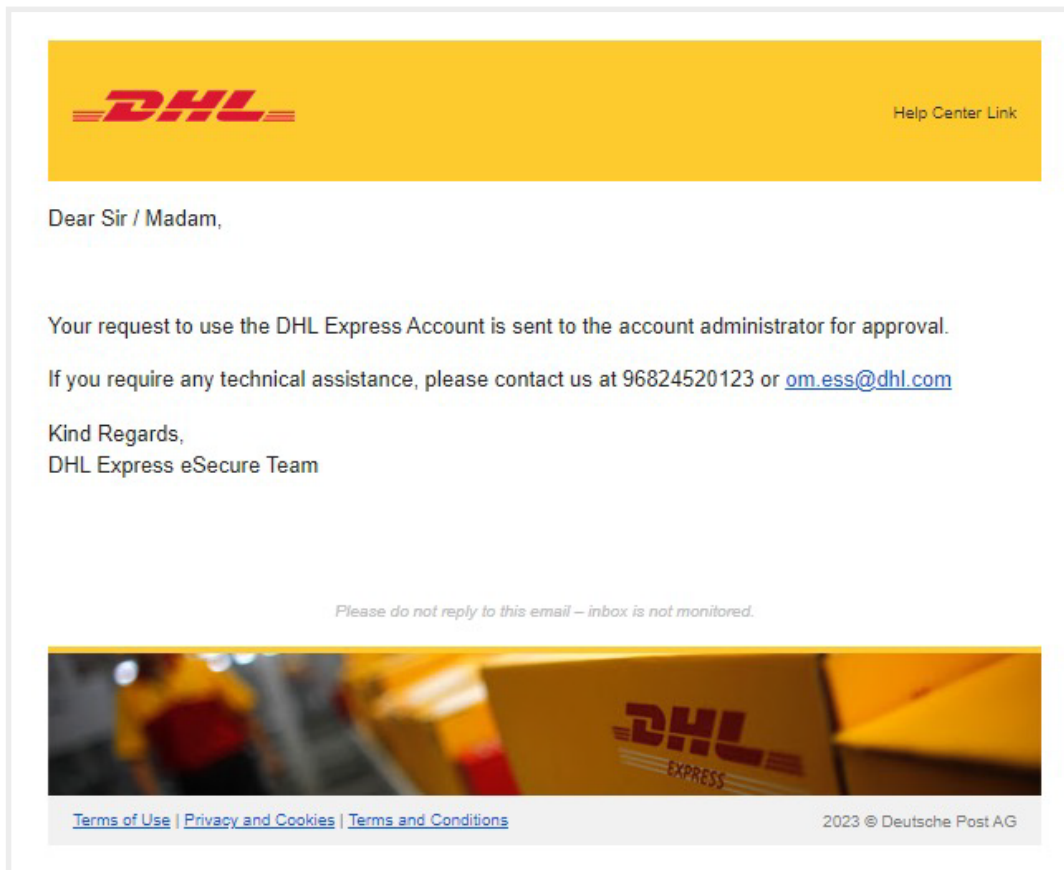 DHL
Help Center Link
Dear Sir / Madam,
Your request to use the DHL Express Account is sent to the account administrator for approval.
If you require any technical assistance, please contact us at 96824520123 or om.ess@dhl.com
Kind Regards,
DHL Express eSecure Team
Please do not reply to this email – inbox is not monitored.
DHL
EXPRESS
Terms of Use | Privacy and Cookies | Terms and Conditions
2023 © Deutsche Post AG